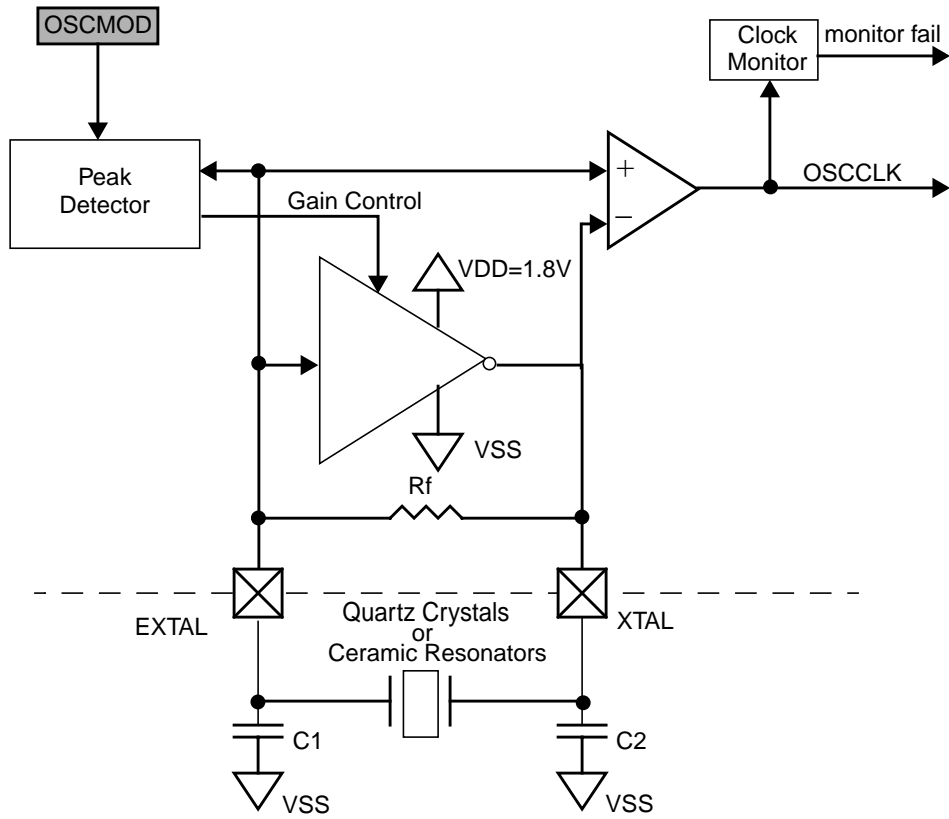 OSCMOD
Clock
Monitor
monitor fail
Peak
Detector
+
OSCCLK
Gain Control
−
VDD=1.8V
VSS
Rf
EXTAL
Quartz Crystals
or
Ceramic Resonators
XTAL
C1
C2
VSS
VSS